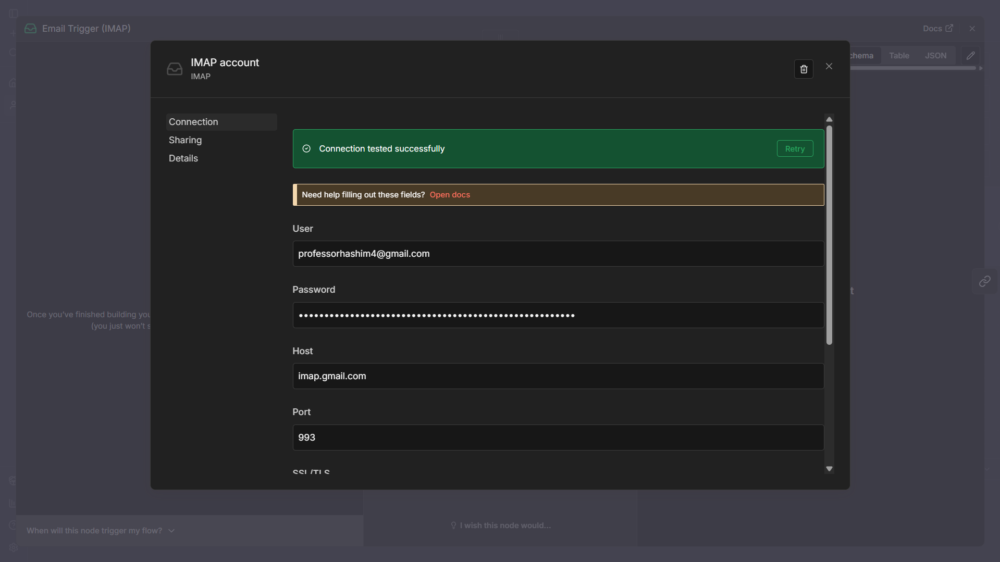 Email Trigger (IMAP)
Docs
IMAP account
IMAP
chema
Table
JSON
Connection
Sharing
Details
Connection tested successfully
Retry
Need help filling out these fields? Open docs
User
professorhashim4@gmail.com
Password
••••••••••••••••••••••••••••••••••••••••••••••••••••••
Host
imap.gmail.com
Port
993
SSL/TLS
Once you've finished building you
(you just won't s
t
When will this node trigger my flow?
I wish this node would...